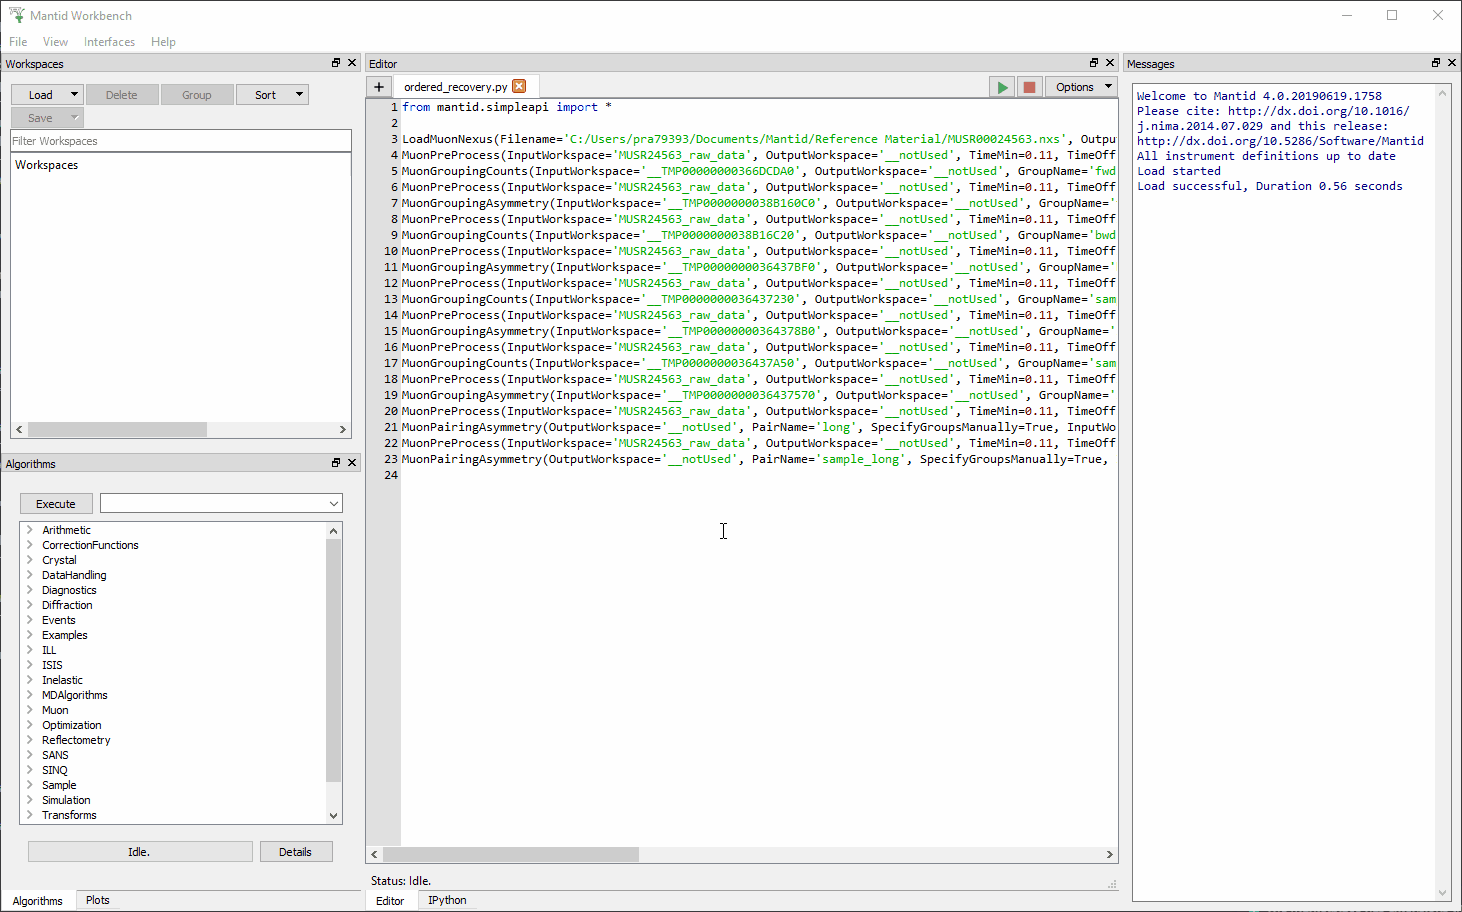 Mantid Workbench
File View Interfaces Help
Workspaces
Load Delete Group Sort
Save
Filter Workspaces
Workspaces
Algorithms
Execute
Arithmetic
CorrectionFunctions
Crystal
DataHandling
Diagnostics
Diffraction
Events
Examples
ILL
ISIS
Inelastic
MDAlgorithms
Muon
Optimization
Reflectometry
SANS
SINQ
Sample
Simulation
Transforms
Idle. Details
Algorithms Plots
Editor
+ ordered_recovery.py Options
1 from mantid.simpleapi import *
2
3 LoadMuonNexus(Filename='C:/Users/pra79393/Documents/Mantid/Reference Material/MUSR00024563.nxs', Outpu
4 MuonPreProcess(InputWorkspace='MUSR24563_raw_data', OutputWorkspace='__notUsed', TimeMin=0.11, TimeOff
5 MuonGroupingCounts(InputWorkspace='__TMP00000000366DCDA0', OutputWorkspace='__notUsed', GroupName='fwd
6 MuonPreProcess(InputWorkspace='MUSR24563_raw_data', OutputWorkspace='__notUsed', TimeMin=0.11, TimeOff
7 MuonGroupingAsymmetry(InputWorkspace='__TMP0000000038B160C0', OutputWorkspace='__notUsed', GroupName='
8 MuonPreProcess(InputWorkspace='MUSR24563_raw_data', OutputWorkspace='__notUsed', TimeMin=0.11, TimeOff
9 MuonGroupingCounts(InputWorkspace='__TMP0000000038B16C20', OutputWorkspace='__notUsed', GroupName='bwd
10 MuonPreProcess(InputWorkspace='MUSR24563_raw_data', OutputWorkspace='__notUsed', TimeMin=0.11, TimeOff
11 MuonGroupingAsymmetry(InputWorkspace='__TMP0000000036437BF0', OutputWorkspace='__notUsed', GroupName='
12 MuonPreProcess(InputWorkspace='MUSR24563_raw_data', OutputWorkspace='__notUsed', TimeMin=0.11, TimeOff
13 MuonGroupingCounts(InputWorkspace='__TMP0000000036437230', OutputWorkspace='__notUsed', GroupName='sam
14 MuonPreProcess(InputWorkspace='MUSR24563_raw_data', OutputWorkspace='__notUsed', TimeMin=0.11, TimeOff
15 MuonGroupingAsymmetry(InputWorkspace='__TMP00000000364378B0', OutputWorkspace='__notUsed', GroupName='
16 MuonPreProcess(InputWorkspace='MUSR24563_raw_data', OutputWorkspace='__notUsed', TimeMin=0.11, TimeOff
17 MuonGroupingCounts(InputWorkspace='__TMP0000000036437A50', OutputWorkspace='__notUsed', GroupName='sam
18 MuonPreProcess(InputWorkspace='MUSR24563_raw_data', OutputWorkspace='__notUsed', TimeMin=0.11, TimeOff
19 MuonGroupingAsymmetry(InputWorkspace='__TMP0000000036437570', OutputWorkspace='__notUsed', GroupName='
20 MuonPreProcess(InputWorkspace='MUSR24563_raw_data', OutputWorkspace='__notUsed', TimeMin=0.11, TimeOff
21 MuonPairingAsymmetry(OutputWorkspace='__notUsed', PairName='long', SpecifyGroupsManually=True, InputWo
22 MuonPreProcess(InputWorkspace='MUSR24563_raw_data', OutputWorkspace='__notUsed', TimeMin=0.11, TimeOff
23 MuonPairingAsymmetry(OutputWorkspace='__notUsed', PairName='sample_long', SpecifyGroupsManually=True,
24
Status: Idle.
Editor IPython
Messages
Welcome to Mantid 4.0.20190619.1758
Please cite: http://dx.doi.org/10.1016/
j.nima.2014.07.029 and this release:
http://dx.doi.org/10.5286/Software/Mantid
All instrument definitions up to date
Load started
Load successful, Duration 0.56 seconds